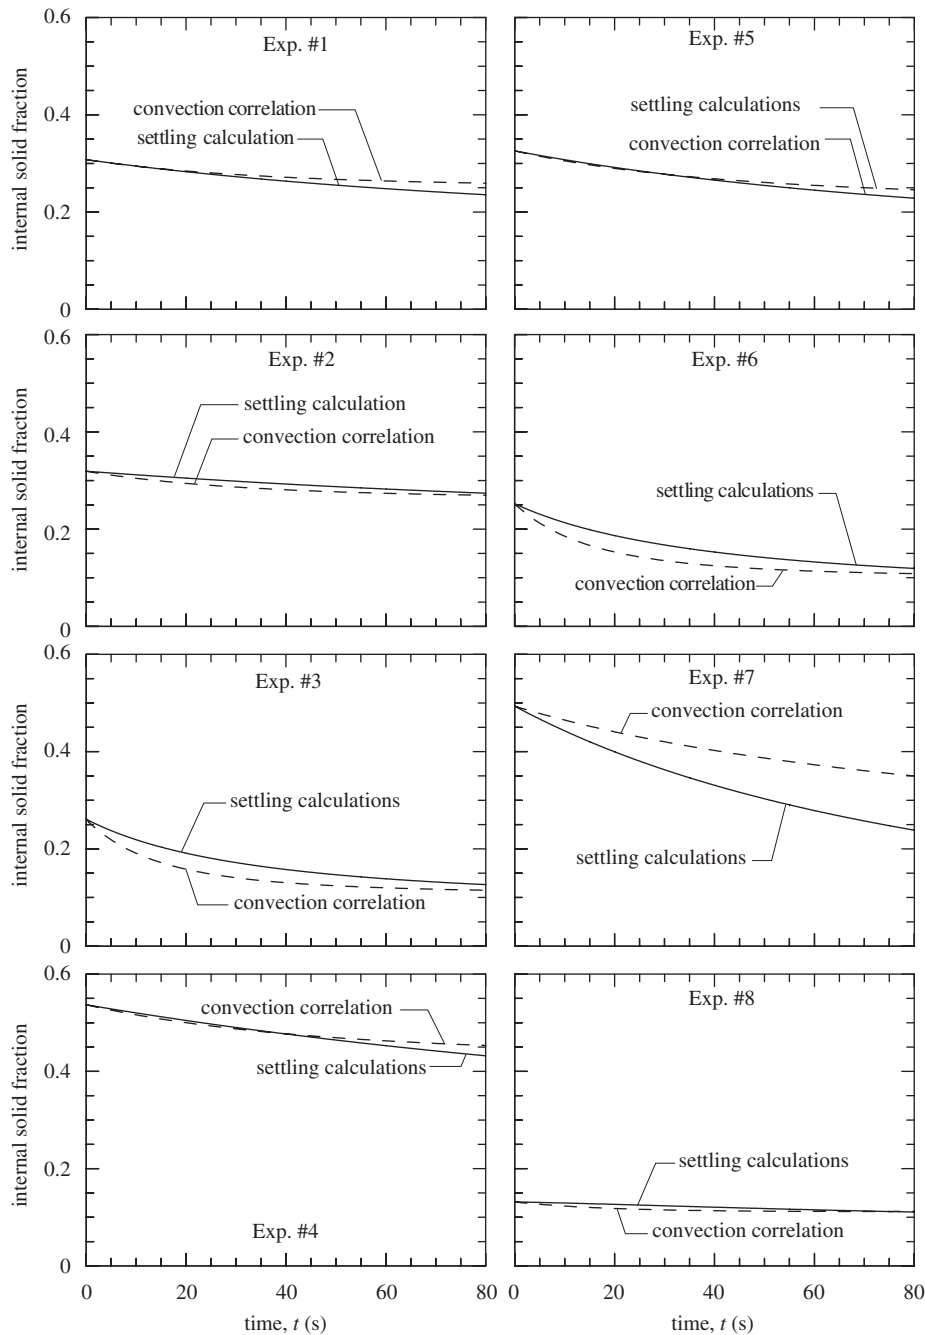 0.6
Exp. #1
convection correlation
settling calculation
0.4
0.2
0
internal solid fraction
Exp. #5
settling calculations
convection correlation
0.6
Exp. #2
settling calculation
convection correlation
0.4
0.2
0
internal solid fraction
Exp. #6
settling calculations
convection correlation
0.6
Exp. #3
settling calculations
convection correlation
0.4
0.2
0
internal solid fraction
Exp. #7
convection correlation
settling calculations
0.6
convection correlation
settling calculations
Exp. #4
0.4
0.2
0
internal solid fraction
0 20 40 60 80
time, t (s)
Exp. #8
settling calculations
convection correlation
0 20 40 60 80
time, t (s)